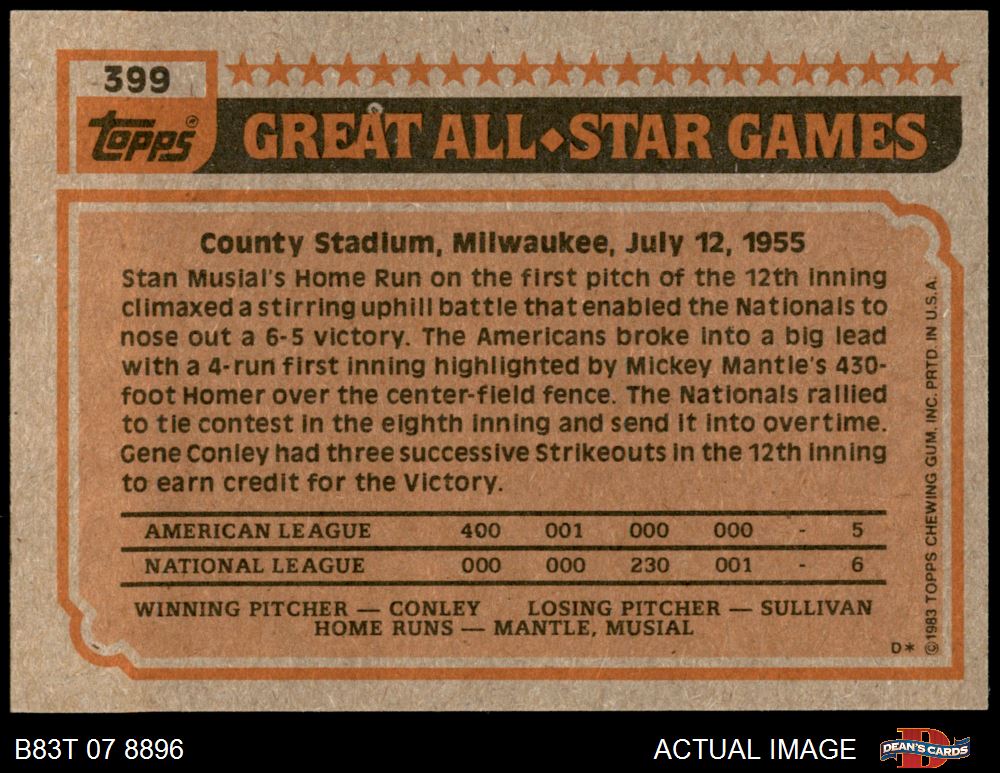 399
topps®
GREAT ALL◆STAR GAMES
County Stadium, Milwaukee, July 12, 1955
Stan Musial's Home Run on the first pitch of the 12th inning
climaxed a stirring uphill battle that enabled the Nationals to
nose out a 6-5 victory. The Americans broke into a big lead
with a 4-run first inning highlighted by Mickey Mantle's 430-
foot Homer over the center-field fence. The Nationals rallied
to tie contest in the eighth inning and send it into overtime.
Gene Conley had three successive Strikeouts in the 12th inning
to earn credit for the Victory.
AMERICAN LEAGUE 400 001 000 000 - 5
NATIONAL LEAGUE 000 000 230 001 - 6
WINNING PITCHER — CONLEY LOSING PITCHER — SULLIVAN
HOME RUNS — MANTLE, MUSIAL
D*
©1983 TOPPS CHEWING GUM, INC. PRTD. IN U.S.A.
B83T 07 8896
ACTUAL IMAGE
DEAN'S CARDS